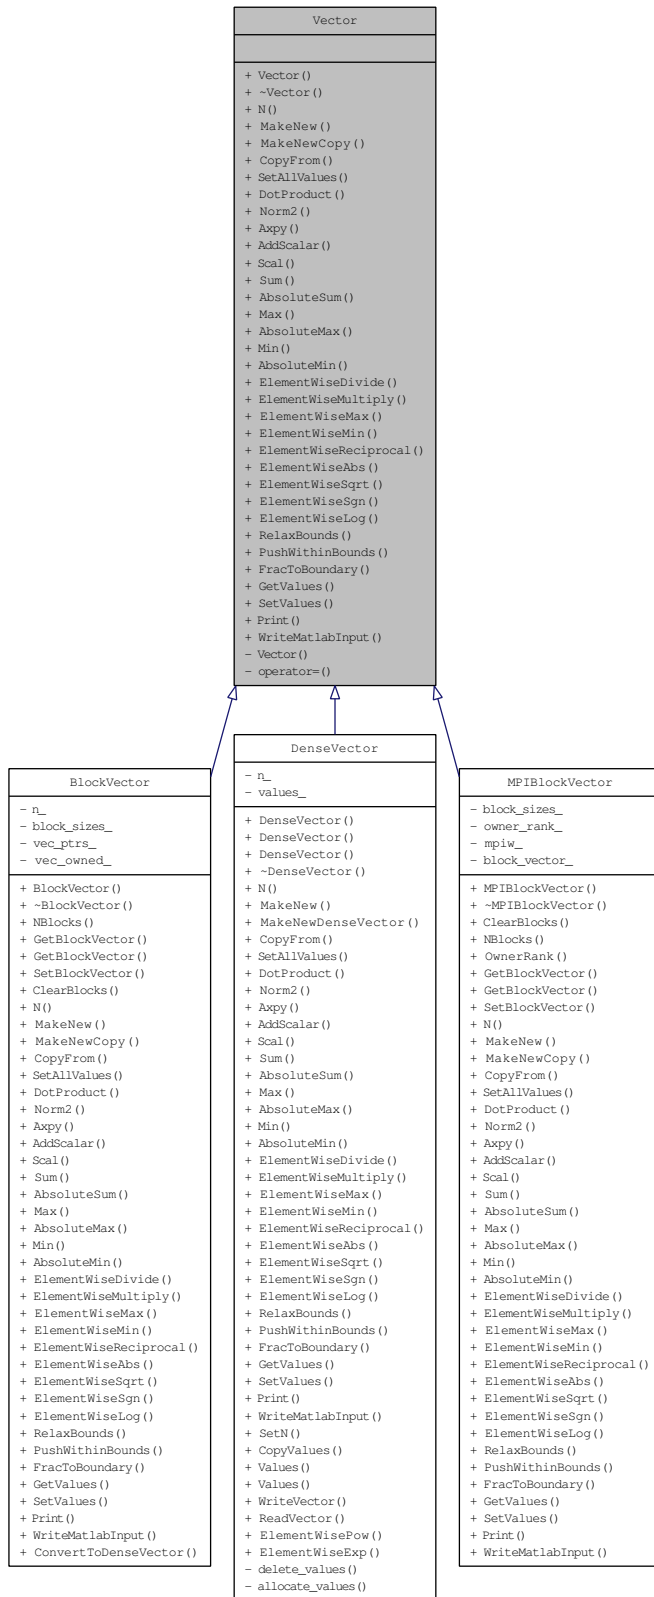 Vector
+ Vector()
+ ~Vector()
+ N()
+ MakeNew()
+ MakeNewCopy()
+ CopyFrom()
+ SetAllValues()
+ DotProduct()
+ Norm2()
+ Axpy()
+ AddScalar()
+ Scal()
+ Sum()
+ AbsoluteSum()
+ Max()
+ AbsoluteMax()
+ Min()
+ AbsoluteMin()
+ ElementWiseDivide()
+ ElementWiseMultiply()
+ ElementWiseMax()
+ ElementWiseMin()
+ ElementWiseReciprocal()
+ ElementWiseAbs()
+ ElementWiseSqrt()
+ ElementWiseSgn()
+ ElementWiseLog()
+ RelaxBounds()
+ PushWithinBounds()
+ FracToBoundary()
+ GetValues()
+ SetValues()
+ Print()
+ WriteMatlabInput()
- Vector()
- operator=()
BlockVector
- n_
- block_sizes_
- vec_ptrs_
- vec_owned_
+ BlockVector()
+ ~BlockVector()
+ NBlocks()
+ GetBlockVector()
+ GetBlockVector()
+ SetBlockVector()
+ ClearBlocks()
+ N()
+ MakeNew()
+ MakeNewCopy()
+ CopyFrom()
+ SetAllValues()
+ DotProduct()
+ Norm2()
+ Axpy()
+ AddScalar()
+ Scal()
+ Sum()
+ AbsoluteSum()
+ Max()
+ AbsoluteMax()
+ Min()
+ AbsoluteMin()
+ ElementWiseDivide()
+ ElementWiseMultiply()
+ ElementWiseMax()
+ ElementWiseMin()
+ ElementWiseReciprocal()
+ ElementWiseAbs()
+ ElementWiseSqrt()
+ ElementWiseSgn()
+ ElementWiseLog()
+ RelaxBounds()
+ PushWithinBounds()
+ FracToBoundary()
+ GetValues()
+ SetValues()
+ Print()
+ WriteMatlabInput()
+ ConvertToDenseVector()
DenseVector
- n_
- values_
+ DenseVector()
+ DenseVector()
+ DenseVector()
+ ~DenseVector()
+ N()
+ MakeNew()
+ MakeNewDenseVector()
+ CopyFrom()
+ SetAllValues()
+ DotProduct()
+ Norm2()
+ Axpy()
+ AddScalar()
+ Scal()
+ Sum()
+ AbsoluteSum()
+ Max()
+ AbsoluteMax()
+ Min()
+ AbsoluteMin()
+ ElementWiseDivide()
+ ElementWiseMultiply()
+ ElementWiseMax()
+ ElementWiseMin()
+ ElementWiseReciprocal()
+ ElementWiseAbs()
+ ElementWiseSqrt()
+ ElementWiseSgn()
+ ElementWiseLog()
+ RelaxBounds()
+ PushWithinBounds()
+ FracToBoundary()
+ GetValues()
+ SetValues()
+ Print()
+ WriteMatlabInput()
+ SetN()
+ CopyValues()
+ Values()
+ Values()
+ WriteVector()
+ ReadVector()
+ ElementWisePow()
+ ElementWiseExp()
- delete_values()
- allocate_values()
MPIBlockVector
- block_sizes_
- owner_rank_
- mpiw_
- block_vector_
+ MPIBlockVector()
+ ~MPIBlockVector()
+ ClearBlocks()
+ NBlocks()
+ OwnerRank()
+ GetBlockVector()
+ GetBlockVector()
+ SetBlockVector()
+ N()
+ MakeNew()
+ MakeNewCopy()
+ CopyFrom()
+ SetAllValues()
+ DotProduct()
+ Norm2()
+ Axpy()
+ AddScalar()
+ Scal()
+ Sum()
+ AbsoluteSum()
+ Max()
+ AbsoluteMax()
+ Min()
+ AbsoluteMin()
+ ElementWiseDivide()
+ ElementWiseMultiply()
+ ElementWiseMax()
+ ElementWiseMin()
+ ElementWiseReciprocal()
+ ElementWiseAbs()
+ ElementWiseSqrt()
+ ElementWiseSgn()
+ ElementWiseLog()
+ RelaxBounds()
+ PushWithinBounds()
+ FracToBoundary()
+ GetValues()
+ SetValues()
+ Print()
+ WriteMatlabInput()